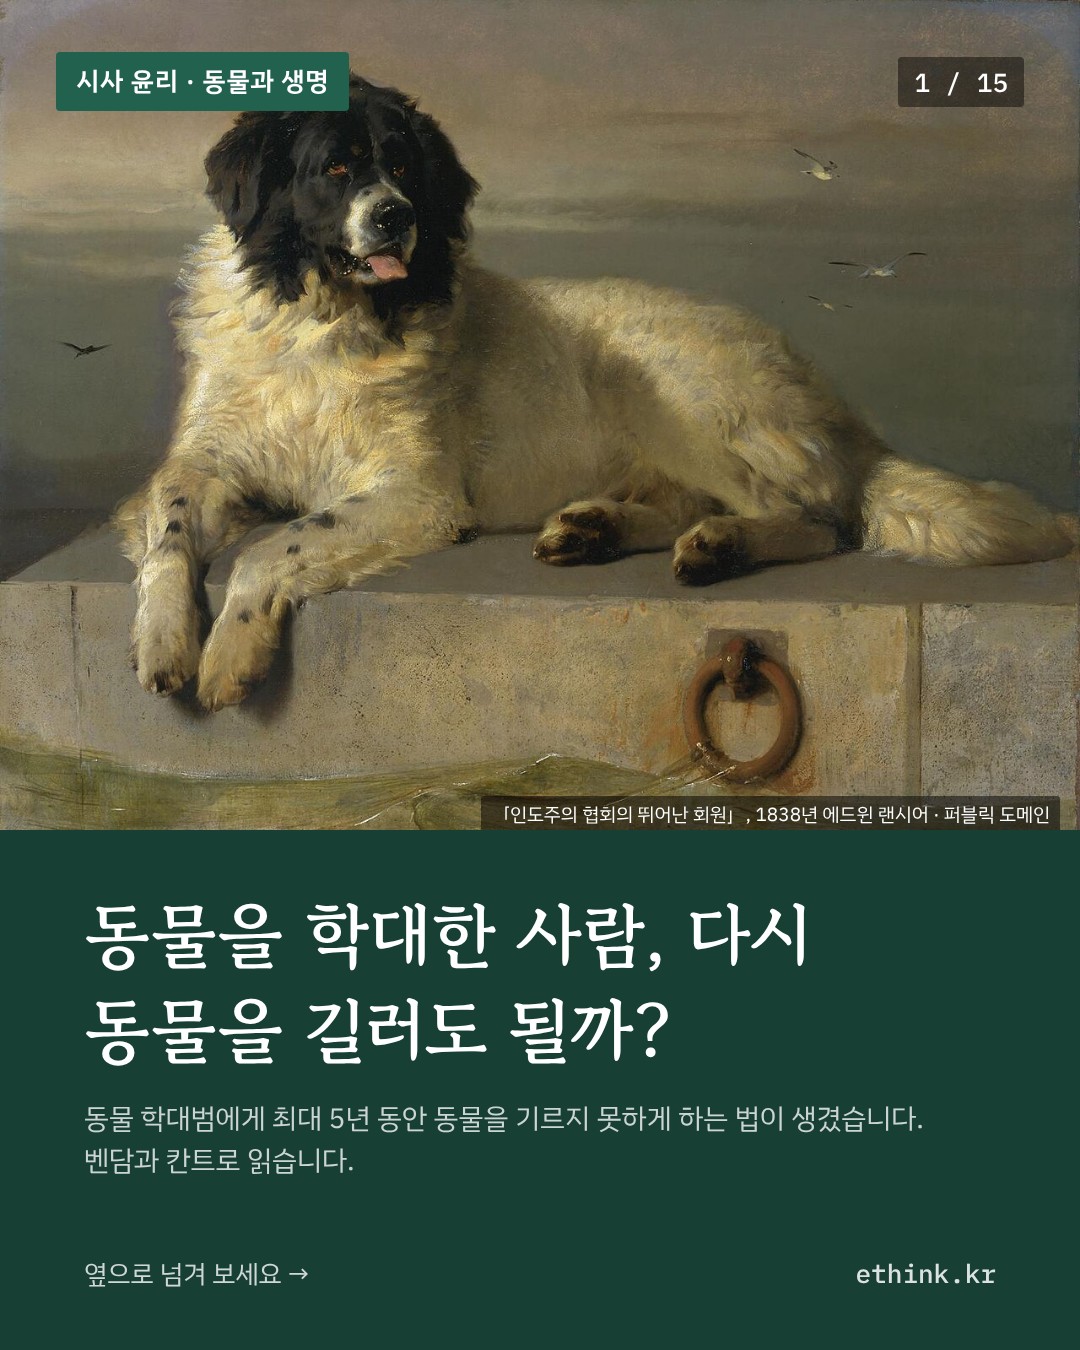 시사 윤리 · 동물과 생명
1 / 15
「인도주의 협회의 뛰어난 회원」, 1838년 에드윈 랜시어 · 퍼블릭 도메인
동물을 학대한 사람, 다시
동물을 길러도 될까?
동물 학대범에게 최대 5년 동안 동물을 기르지 못하게 하는 법이 생겼습니다.
벤담과 칸트로 읽습니다.
옆으로 넘겨 보세요 →
ethink.kr